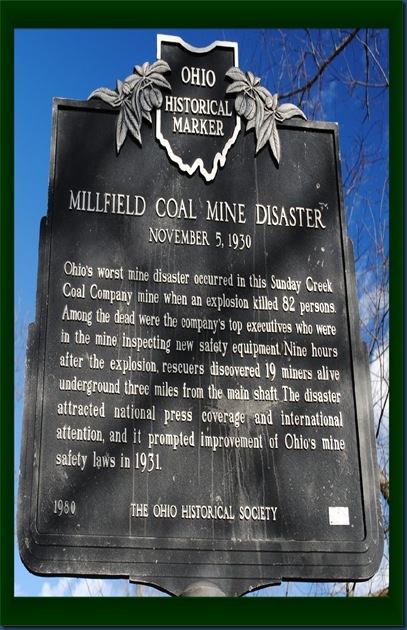 OHIO
HISTORICAL
MARKER
MILLFIELD COAL MINE DISASTER
NOVEMBER 5, 1930
Ohio's worst mine disaster occurred in this Sunday Creek
Coal Company mine when an explosion killed 82 persons.
Among the dead were the company's top executives who were
in the mine inspecting new safety equipment. Nine hours
after the explosion, rescuers discovered 19 miners alive
underground three miles from the main shaft. The disaster
attracted national press coverage and international
attention, and it prompted improvement of Ohio's mine
safety laws in 1931.
1980 THE OHIO HISTORICAL SOCIETY